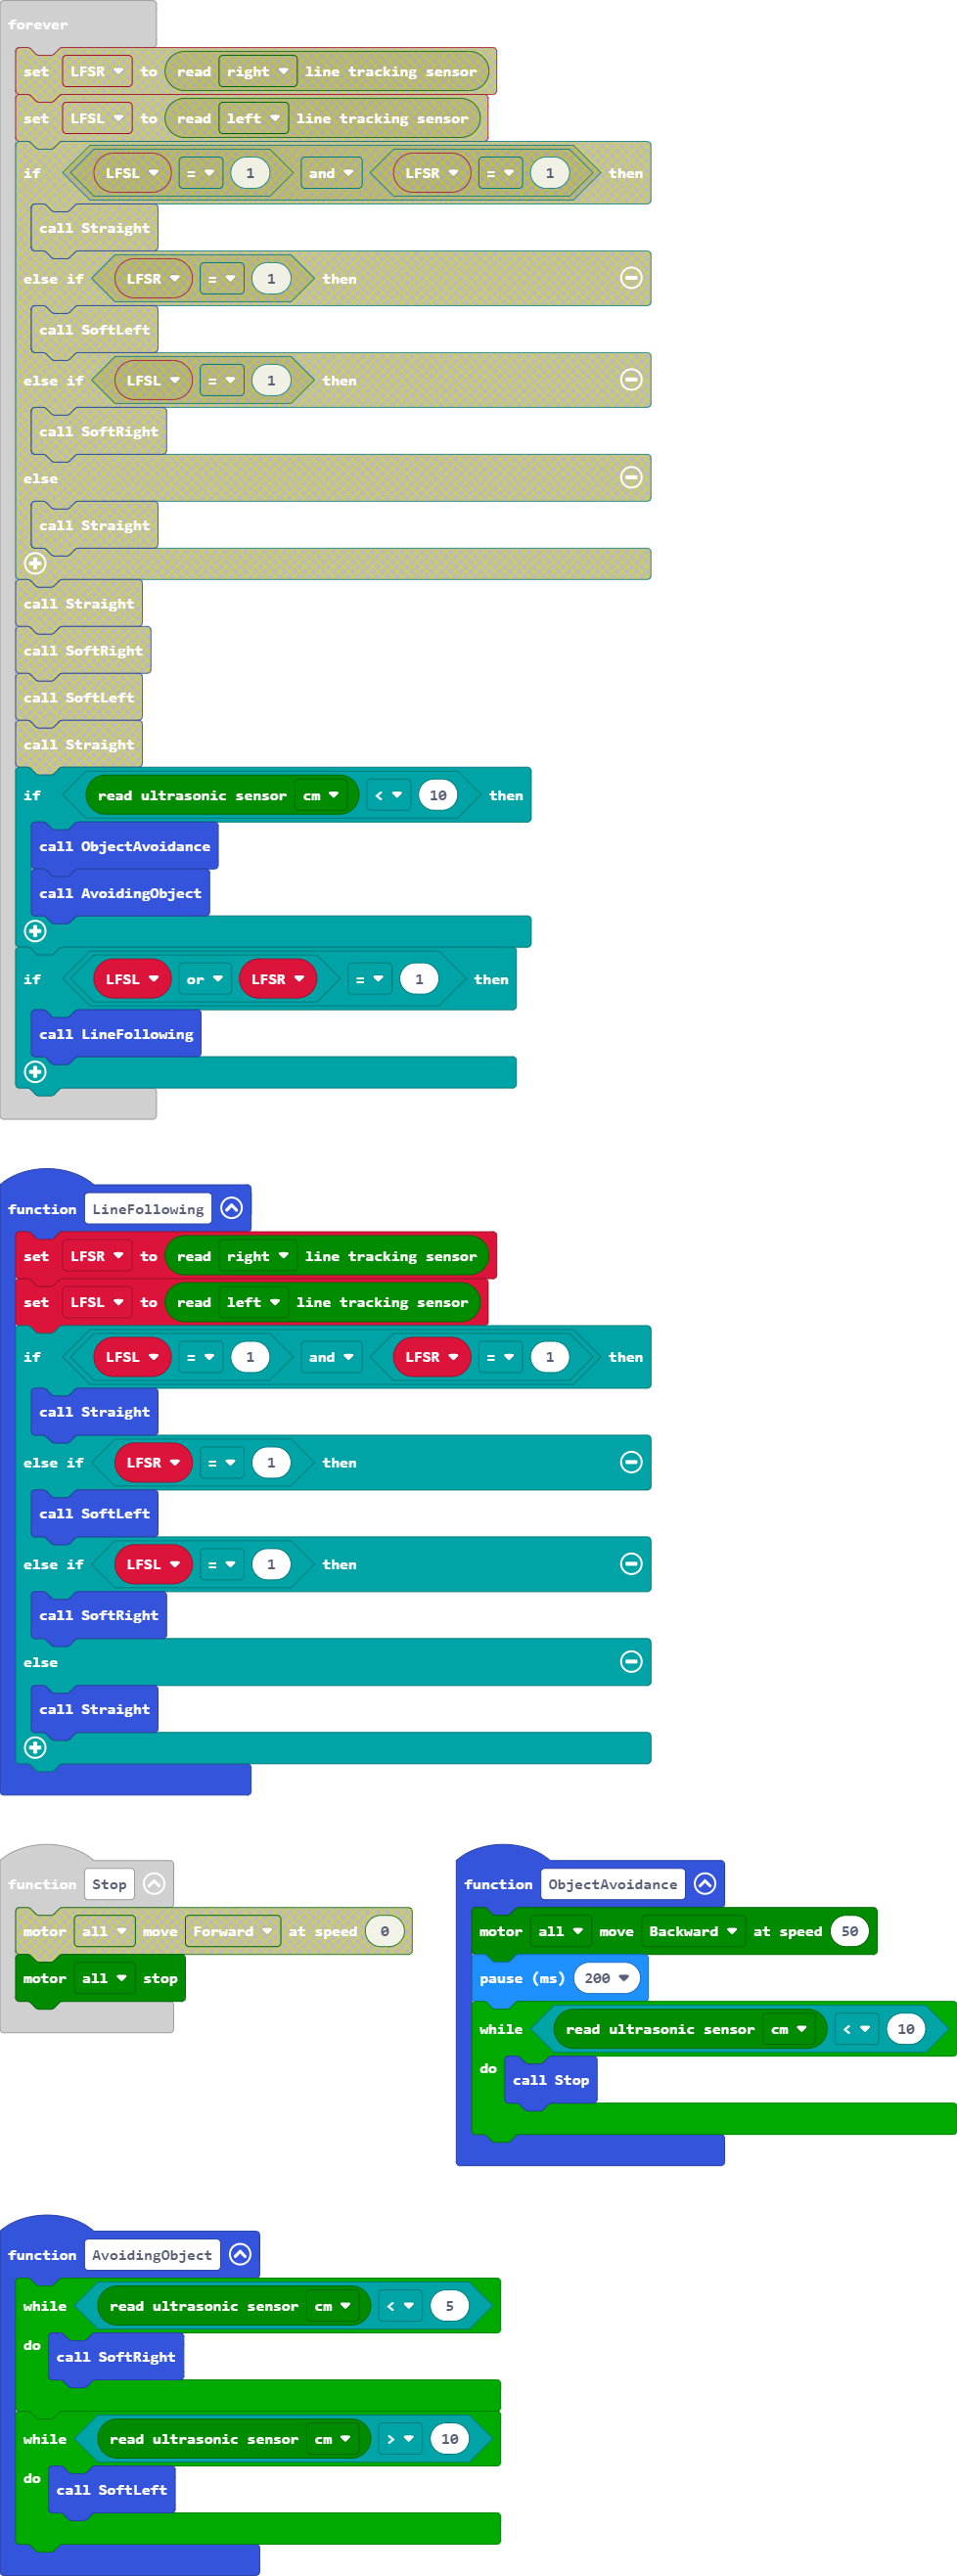 forever
set LFSR to read right line tracking sensor
set LFSL to read left line tracking sensor
if LFSL = 1 and LFSR = 1 then
call Straight
else if LFSR = 1 then
call SoftLeft
else if LFSL = 1 then
call SoftRight
else
call Straight
call Straight
call SoftRight
call SoftLeft
call Straight
if read ultrasonic sensor cm < 10 then
call ObjectAvoidance
call AvoidingObject
if LFSL or LFSR = 1 then
call LineFollowing
function LineFollowing
set LFSR to read right line tracking sensor
set LFSL to read left line tracking sensor
if LFSL = 1 and LFSR = 1 then
call Straight
else if LFSR = 1 then
call SoftLeft
else if LFSL = 1 then
call SoftRight
else
call Straight
function Stop
motor all move Forward at speed 0
motor all stop
function ObjectAvoidance
motor all move Backward at speed 50
pause (ms) 200
while read ultrasonic sensor cm < 10
do
call Stop
function AvoidingObject
while read ultrasonic sensor cm < 5
do
call SoftRight
while read ultrasonic sensor cm > 10
do
call SoftLeft